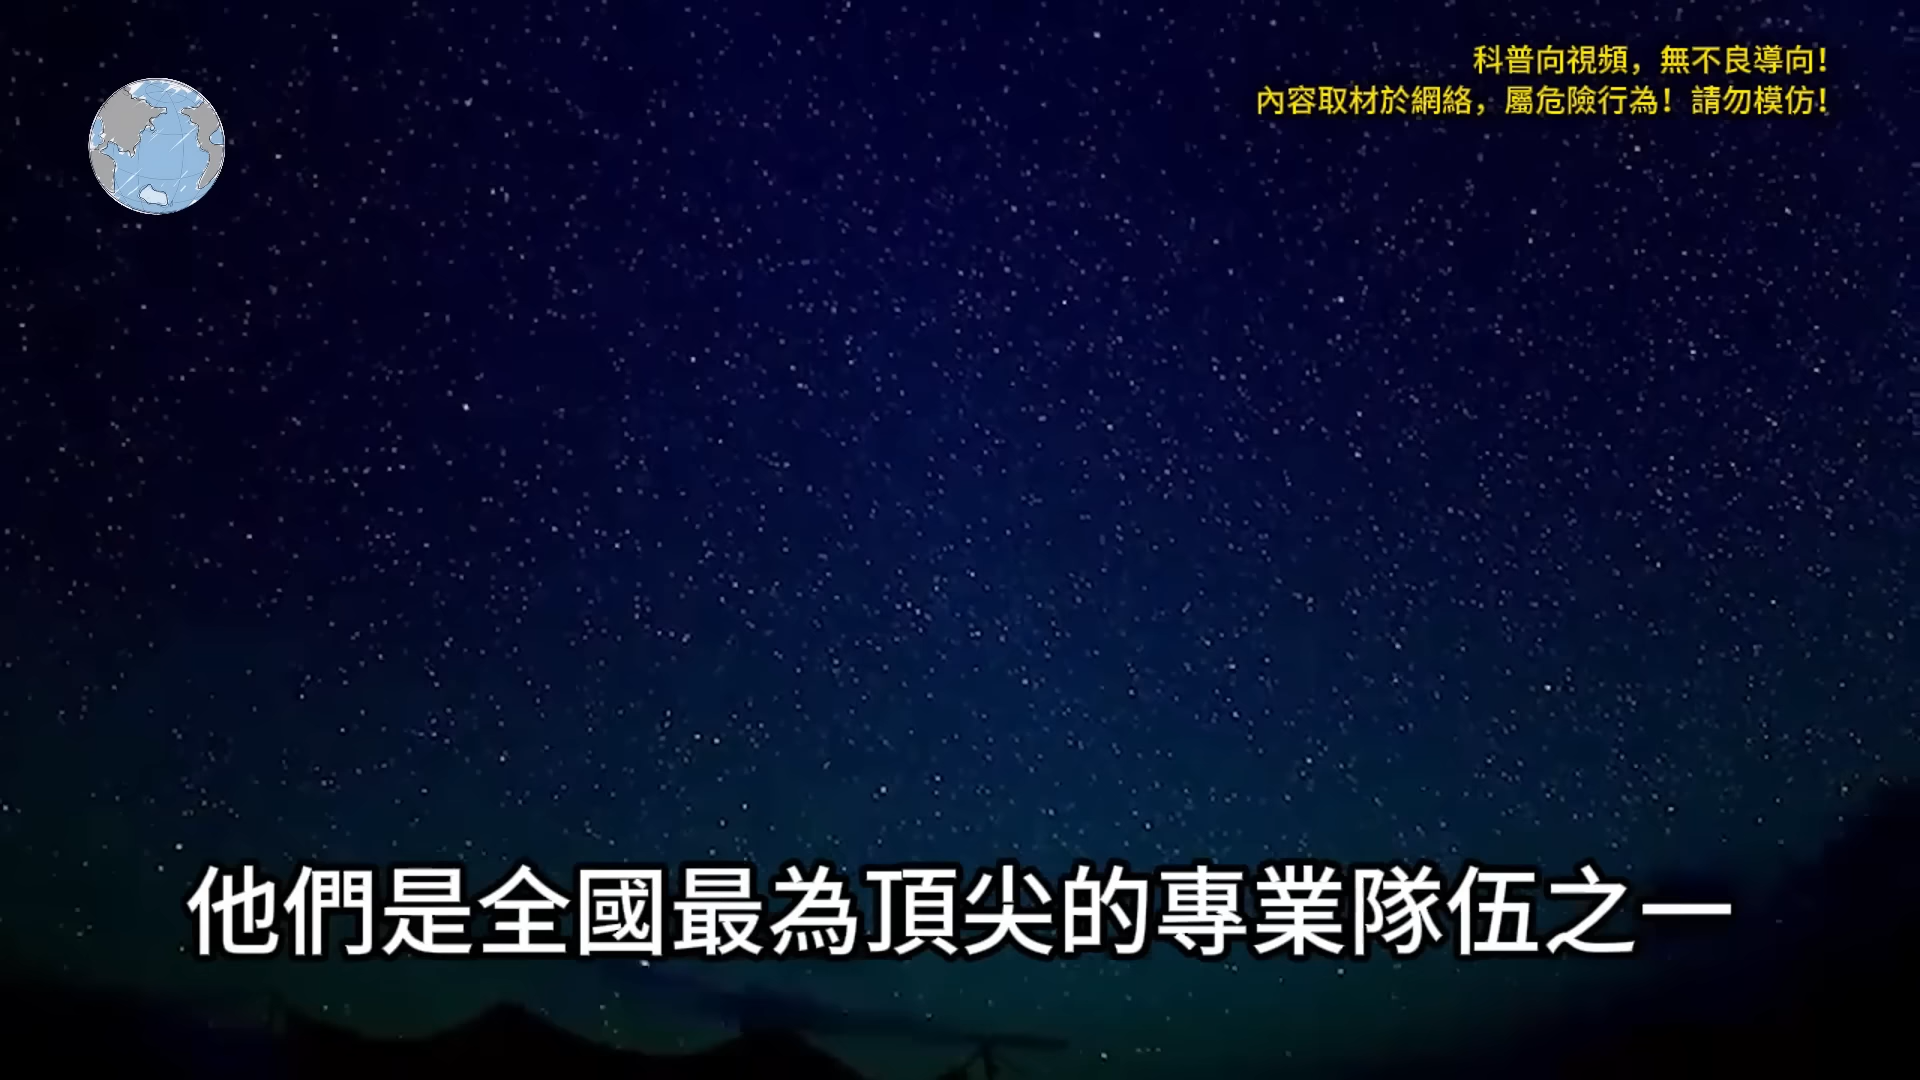 科普向視頻，無不良導向！
內容取材於網絡，屬危險行為！請勿模仿！
他們是全國最為頂尖的專業隊伍之一